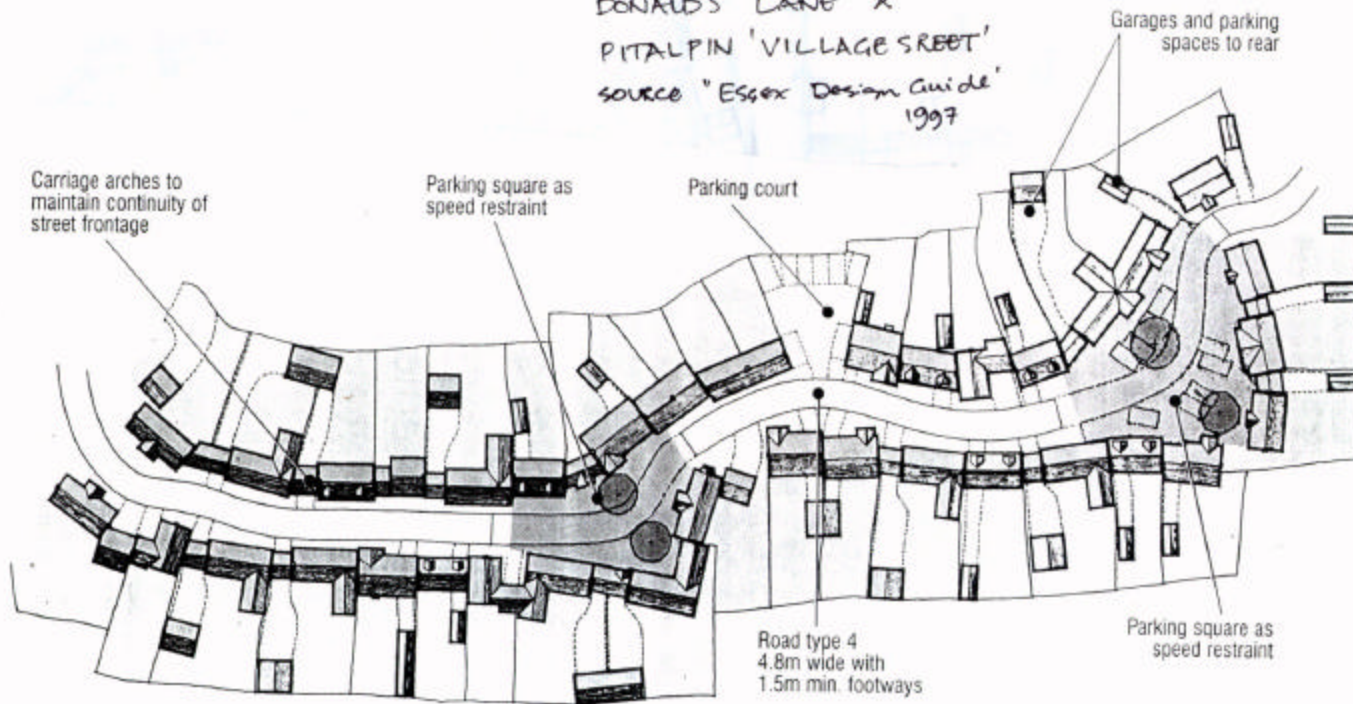 DONALD'S LANE X
PITALPIN 'VILLAGE SREET'
SOURCE "Essex Design Guide'
1997
Garages and parking
spaces to rear
Carriage arches to
maintain continuity of
street frontage
Parking square as
speed restraint
Parking court
Road type 4
4.8m wide with
1.5m min. footways
Parking square as
speed restraint